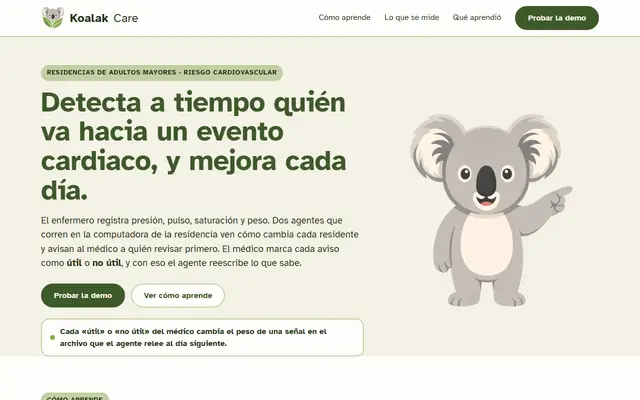 Koalak Care
Cómo aprende
Lo que se mide
Qué aprendió
Probar la demo
RESIDENCIAS DE ADULTOS MAYORES · RIESGO CARDIOVASCULAR
Detecta a tiempo quién
va hacia un evento
cardiaco, y mejora cada
día.
El enfermero registra presión, pulso, saturación y peso. Dos agentes que
corren en la computadora de la residencia ven cómo cambia cada residente
y avisan al médico a quién revisar primero. El médico marca cada aviso
como útil o no útil, y con eso el agente reescribe lo que sabe.
Probar la demo
Ver cómo aprende
Cada «útil» o «no útil» del médico cambia el peso de una señal en el
archivo que el agente relee al día siguiente.
CÓMO APRENDE